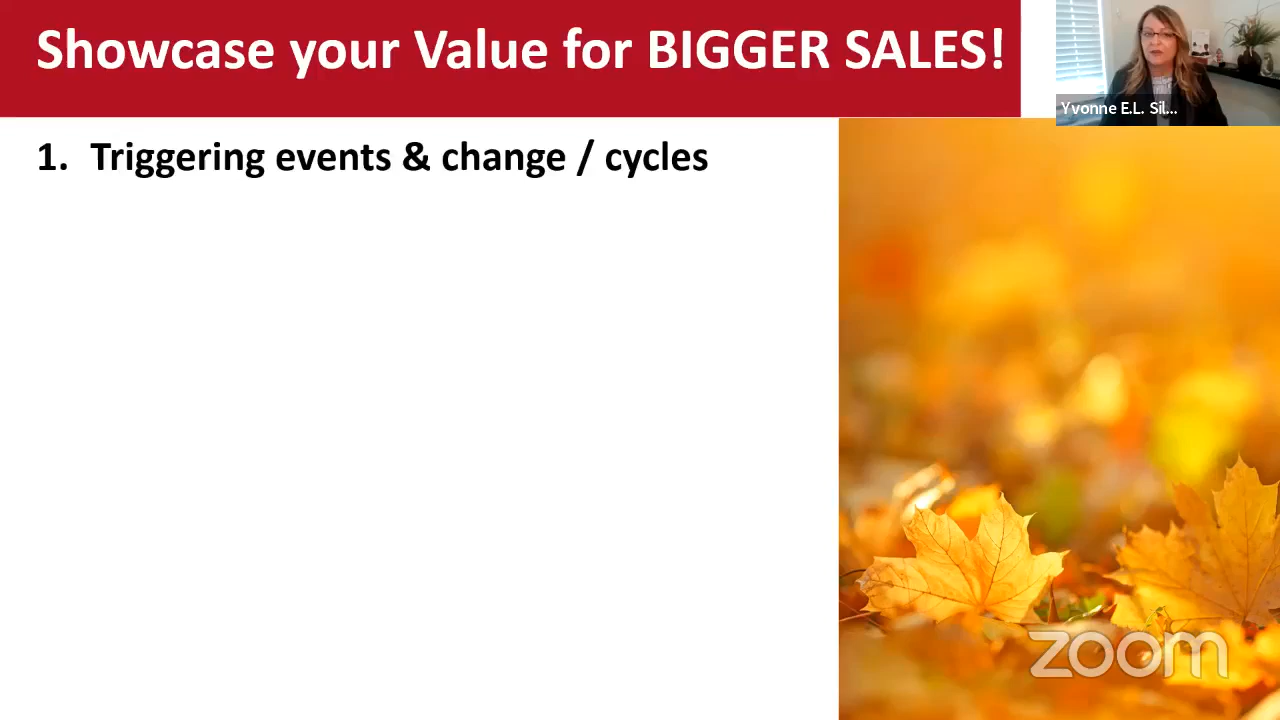 Showcase your Value for BIGGER SALES!
Yvonne E.L. Sil...
1. Triggering events & change / cycles
zoom